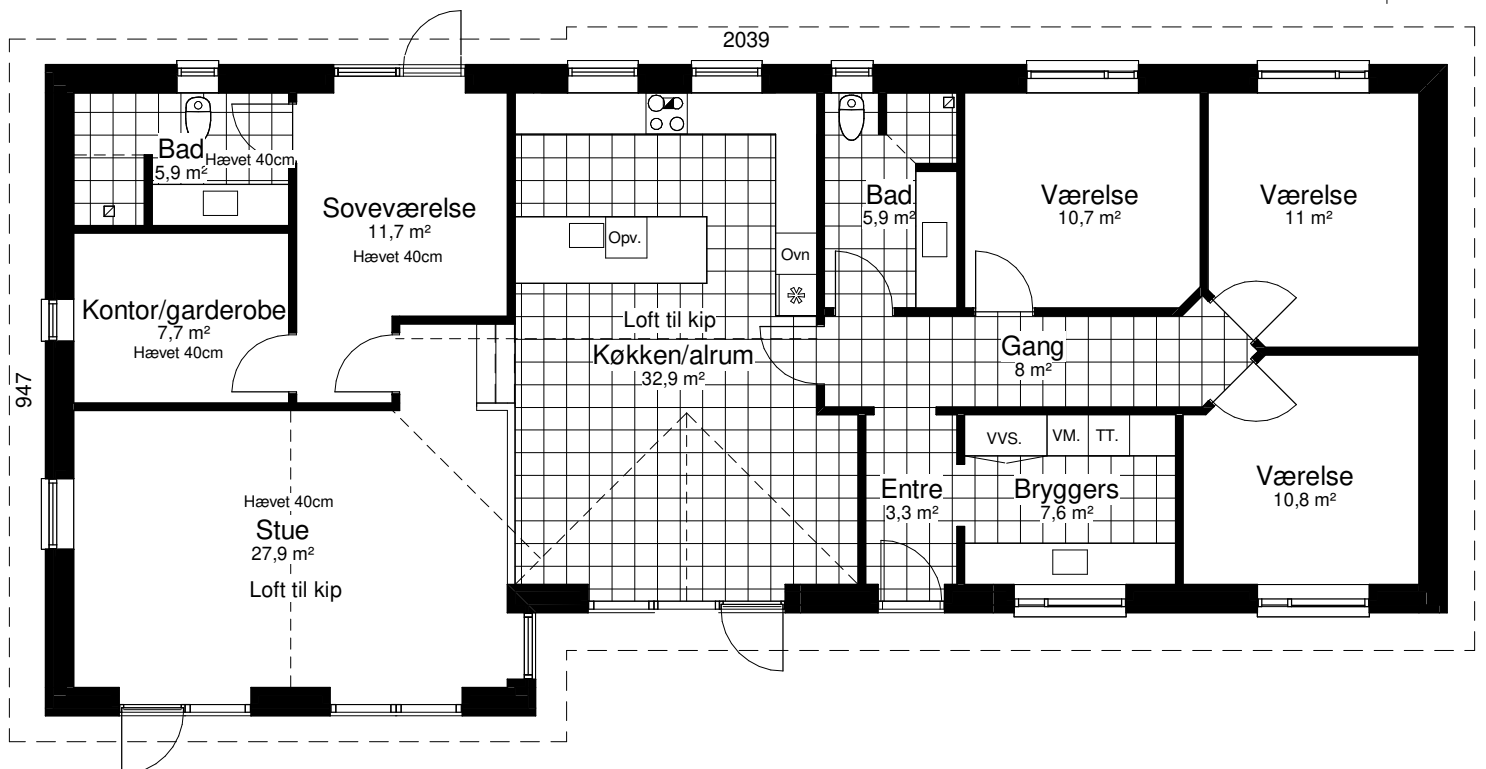 2039
947
Bad
5,9 m²
Hævet 40cm
Soveværelse
11,7 m²
Hævet 40cm
Kontor/garderobe
7,7 m²
Hævet 40cm
Hævet 40cm
Stue
27,9 m²
Loft til kip
Opv.
Ovn
Loft til kip
Køkken/alrum
32,9 m²
Bad
5,9 m²
Værelse
10,7 m²
Værelse
11 m²
Gang
8 m²
Entre
3,3 m²
VVS.
VM.
TT.
Bryggers
7,6 m²
Værelse
10,8 m²